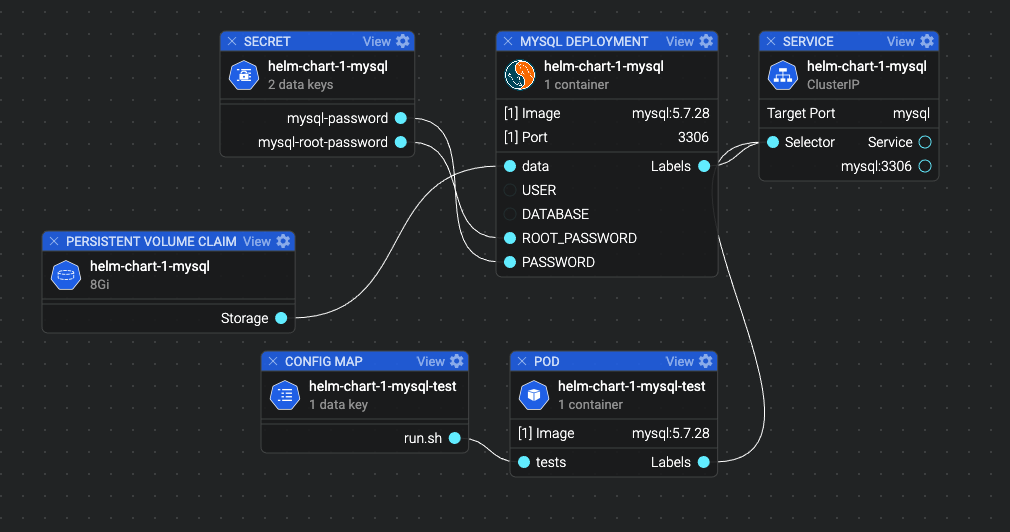 SECRET View
helm-chart-1-mysql
2 data keys
mysql-password
mysql-root-password
MYSQL DEPLOYMENT View
helm-chart-1-mysql
1 container
[1] Image mysql:5.7.28
[1] Port 3306
data Labels
USER
DATABASE
ROOT_PASSWORD
PASSWORD
SERVICE View
helm-chart-1-mysql
ClusterIP
Target Port mysql
Selector Service
mysql:3306
PERSISTENT VOLUME CLAIM View
helm-chart-1-mysql
8Gi
Storage
CONFIG MAP View
helm-chart-1-mysql-test
1 data key
run.sh
POD View
helm-chart-1-mysql-test
1 container
[1] Image mysql:5.7.28
tests Labels